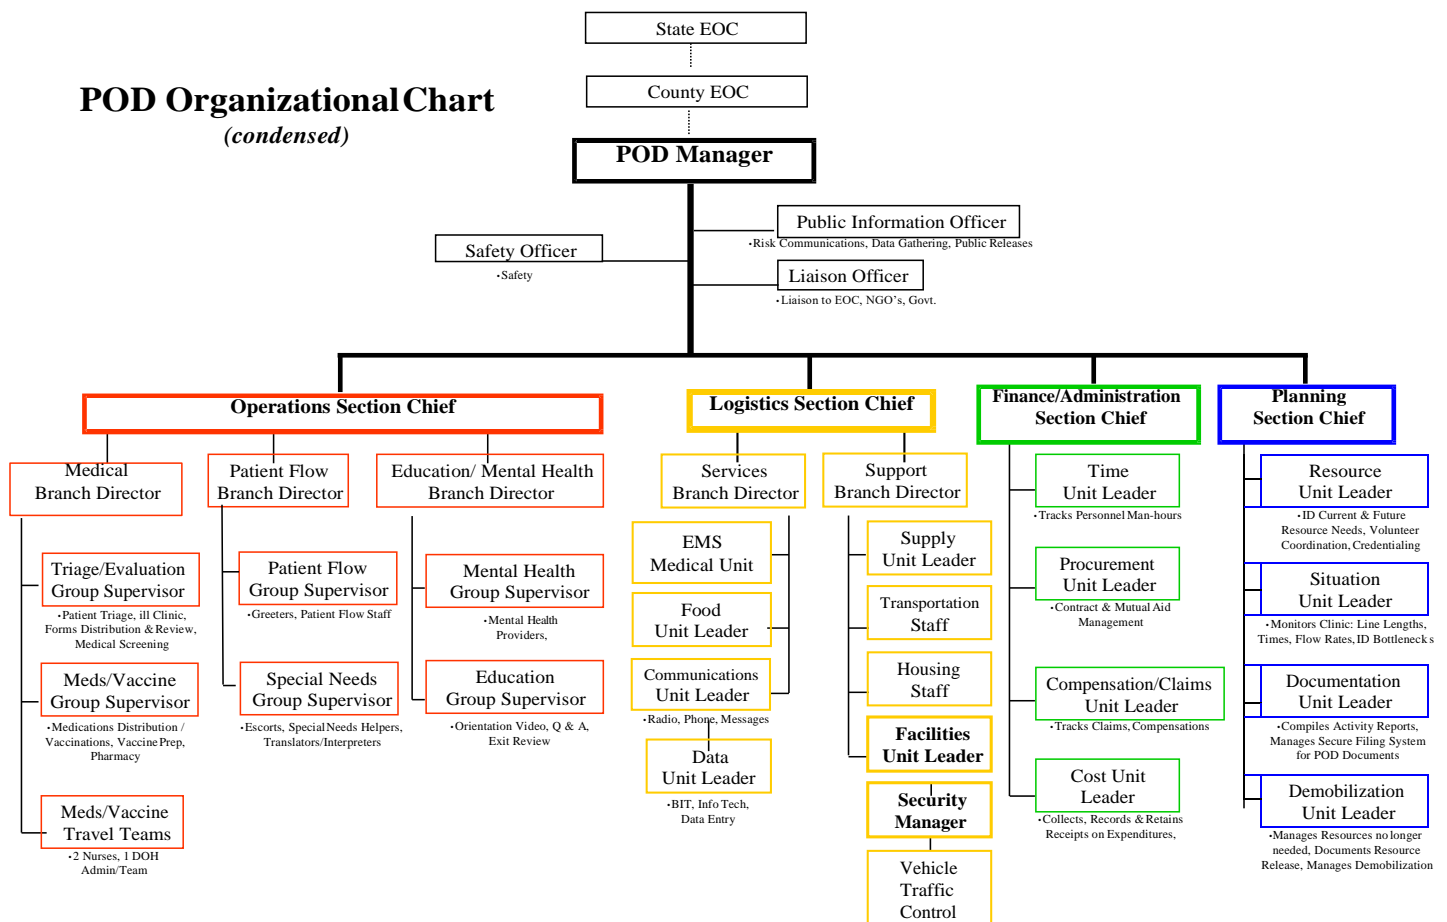 State EOC
County EOC
POD Organizational Chart
(condensed)
POD Manager
Public Information Officer
•Risk Communications, Data Gathering, Public Releases
Safety Officer
•Safety
Liaison Officer
•Liaison to EOC, NGO's, Govt.
Operations Section Chief
Medical
Branch Director
Triage/Evaluation
Group Supervisor
•Patient Triage, ill Clinic,
Forms Distribution & Review,
Medical Screening
Meds/Vaccine
Group Supervisor
•Medications Distribution /
Vaccinations, Vaccine Prep,
Pharmacy
Meds/Vaccine
Travel Teams
•2 Nurses, 1 DOH
Admin/Team
Patient Flow
Branch Director
Patient Flow
Group Supervisor
•Greeters, Patient Flow Staff
Special Needs
Group Supervisor
•Escorts, Special Needs Helpers,
Translators/Interpreters
Education/ Mental Health
Branch Director
Mental Health
Group Supervisor
•Mental Health
Providers,
Education
Group Supervisor
•Orientation Video, Q & A,
Exit Review
Logistics Section Chief
Services
Branch Director
EMS
Medical Unit
Food
Unit Leader
Communications
Unit Leader
•Radio, Phone, Messages
Data
Unit Leader
•BIT, Info Tech,
Data Entry
Support
Branch Director
Supply
Unit Leader
Transportation
Staff
Housing
Staff
Facilities
Unit Leader
Security
Manager
Vehicle
Traffic
Control
Finance/Administration
Section Chief
Time
Unit Leader
•Tracks Personnel Man-hours
Procurement
Unit Leader
•Contract & Mutual Aid
Management
Compensation/Claims
Unit Leader
•Tracks Claims, Compensations
Cost Unit
Leader
•Collects, Records & Retains
Receipts on Expenditures,
Planning
Section Chief
Resource
Unit Leader
•ID Current & Future
Resource Needs, Volunteer
Coordination, Credentialing
Situation
Unit Leader
•Monitors Clinic: Line Lengths,
Times, Flow Rates, ID Bottlenecks
Documentation
Unit Leader
•Compiles Activity Reports,
Manages Secure Filing System
for POD Documents
Demobilization
Unit Leader
•Manages Resources no longer
needed, Documents Resource
Release, Manages Demobilization